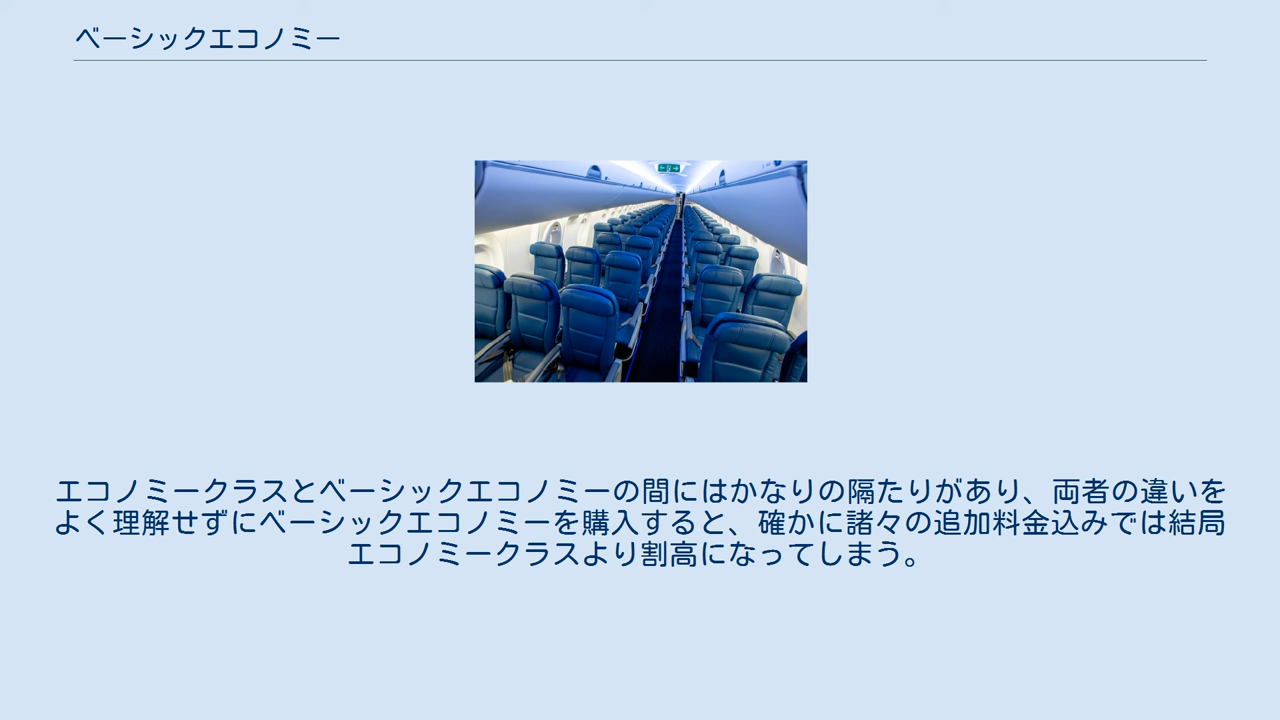 ベーシックエコノミー
エコノミークラスとベーシックエコノミーの間にはかなりの隔たりがあり、両者の違いを
よく理解せずにベーシックエコノミーを購入すると、確かに諸々の追加料金込みでは結局
エコノミークラスより割高になってしまう。